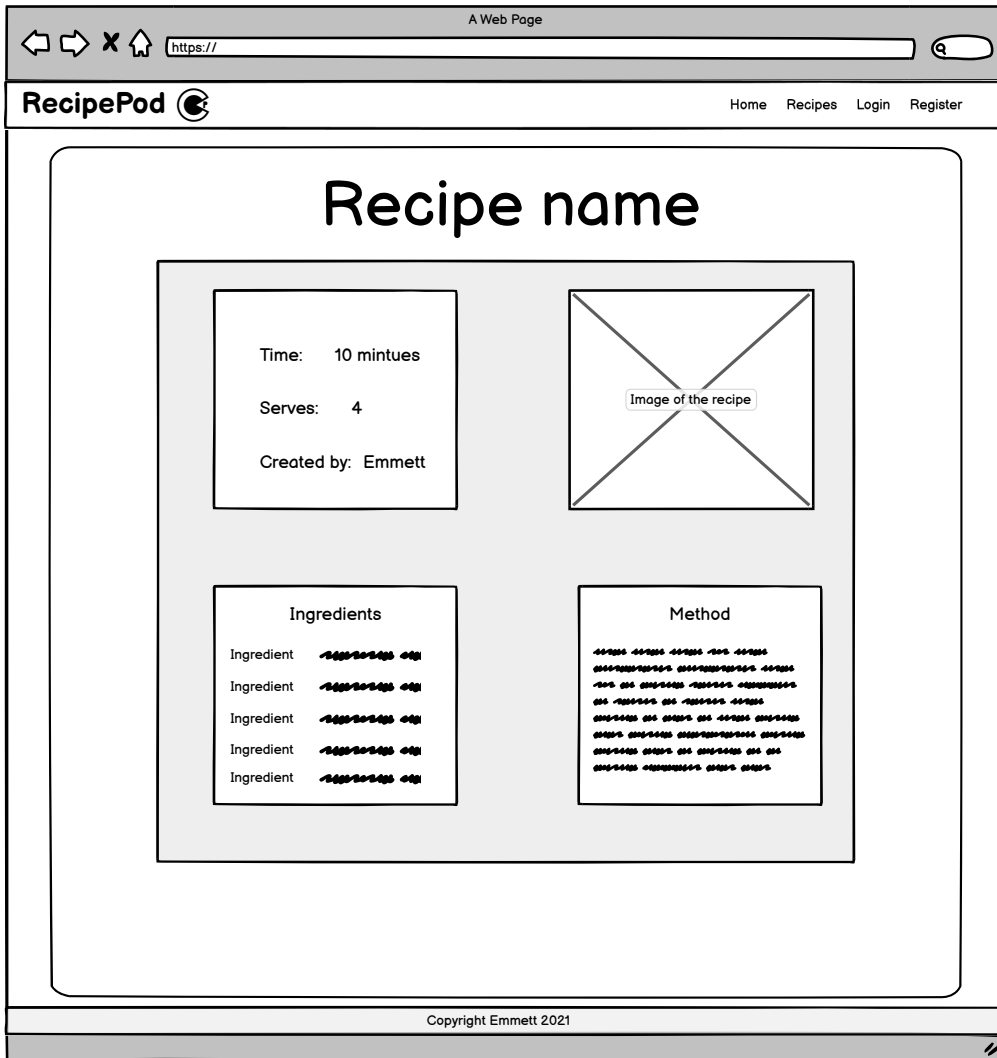 A Web Page
https://
RecipePod
Home Recipes Login Register
Recipe name
Time: 10 mintues
Serves: 4
Created by: Emmett
Image of the recipe
Ingredients
Ingredient
Ingredient
Ingredient
Ingredient
Ingredient
Method
Copyright Emmett 2021